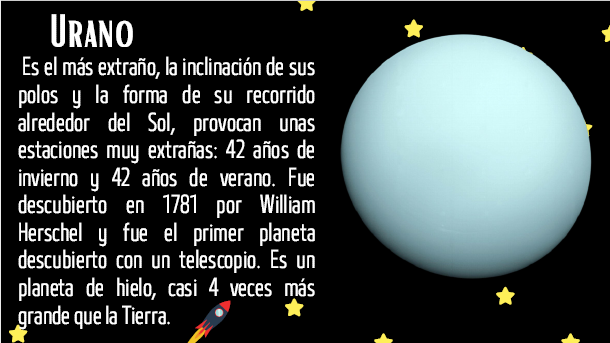 Urano
Es el más extraño, la inclinación de sus
polos y la forma de su recorrido
alrededor del Sol, provocan unas
estaciones muy extrañas: 42 años de
invierno y 42 años de verano. Fue
descubierto en 1781 por William
Herschel y fue el primer planeta
descubierto con un telescopio. Es un
planeta de hielo, casi 4 veces más
grande que la Tierra.